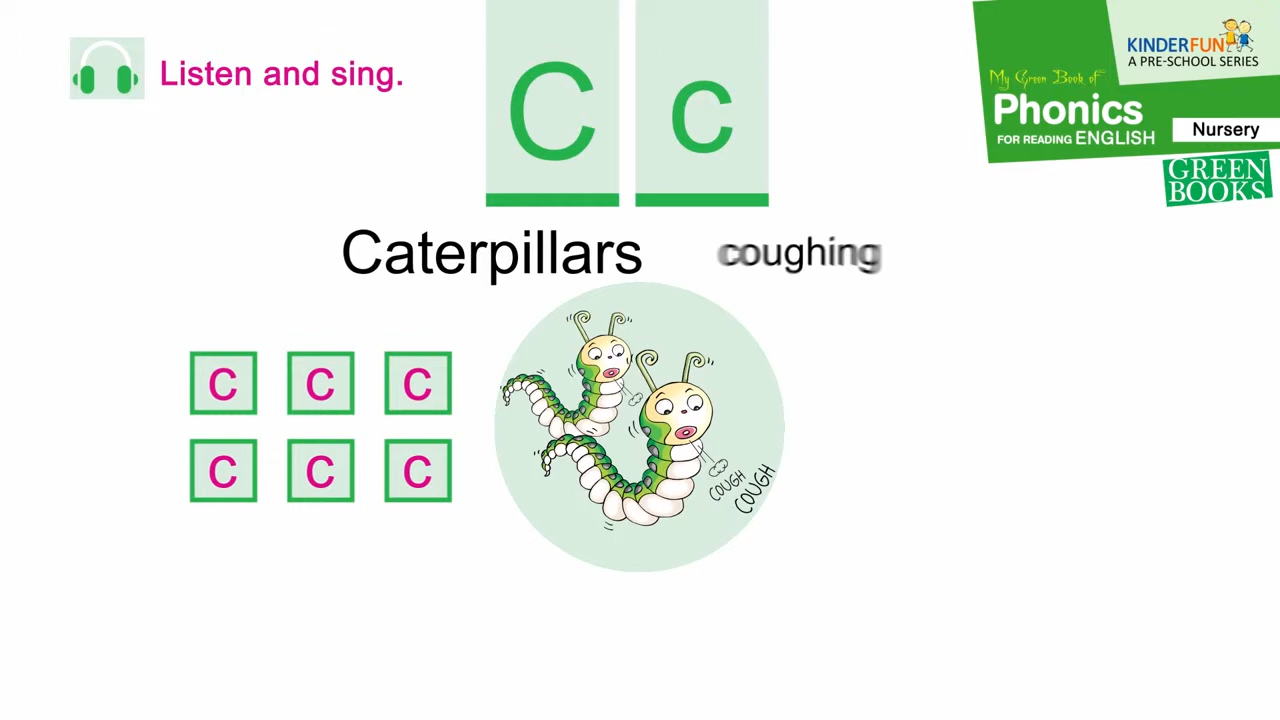 Listen and sing.
C c
KINDERFUN
A PRE-SCHOOL SERIES
My Green Book of
Phonics
FOR READING ENGLISH
Nursery
GREEN
BOOKS
Caterpillars coughing
c c c
c c c
COUGH
COUGH